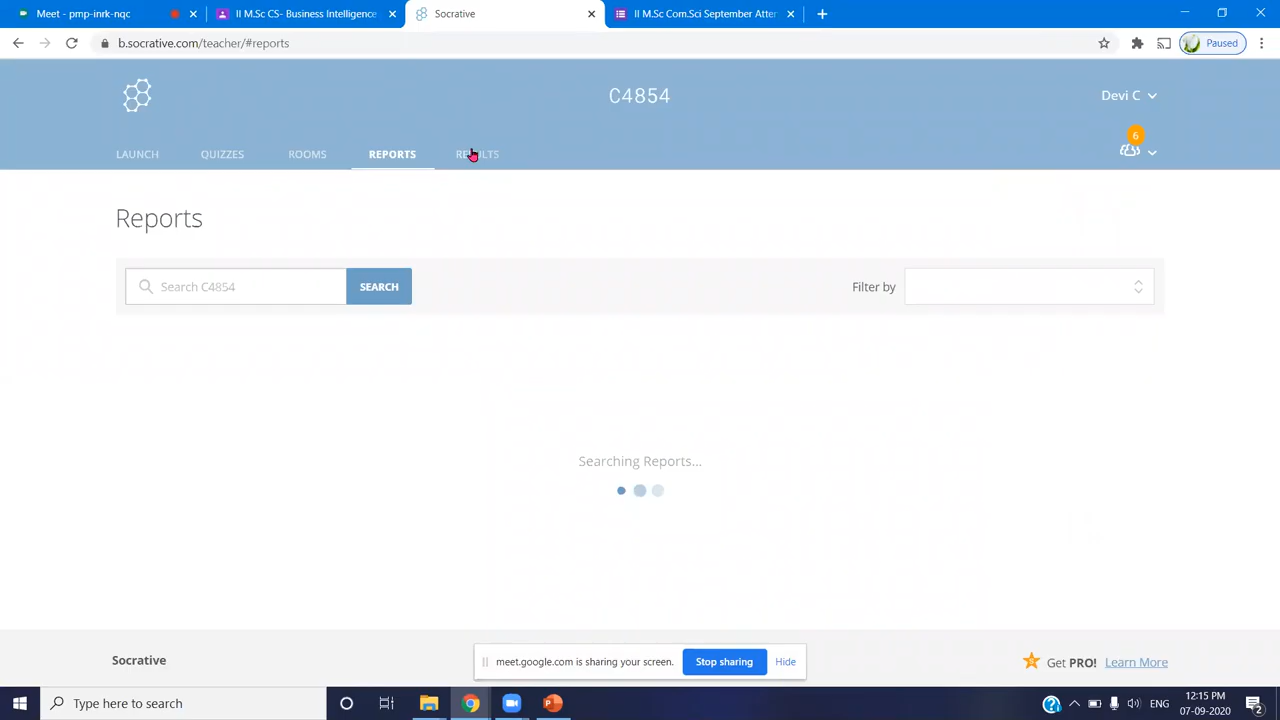 Meet - pmp-inrk-nqc
II M.Sc CS- Business Intelligence
Socrative
II M.Sc Com.Sci September Atter
b.socrative.com/teacher/#reports
Paused
C4854
Devi C
6
LAUNCH
QUIZZES
ROOMS
REPORTS
RESULTS
Reports
Search C4854
SEARCH
Filter by
Searching Reports...
Socrative
meet.google.com is sharing your screen.
Stop sharing
Hide
Get PRO! Learn More
Type here to search
ENG
12:15 PM
07-09-2020
2